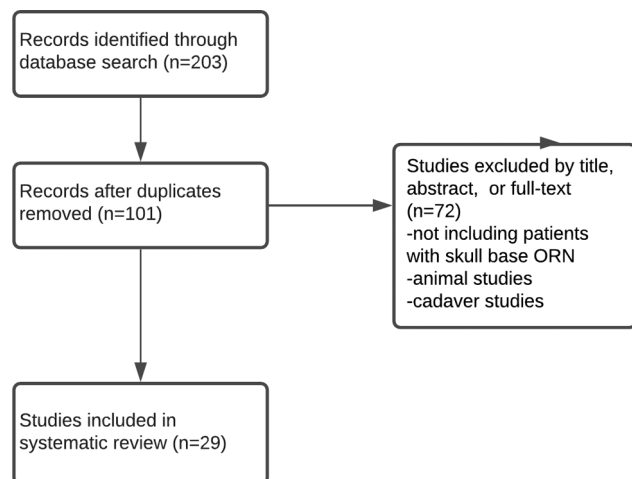 Records identified through
database search (n=203)
Records after duplicates
removed (n=101)
Studies excluded by title,
abstract, or full-text
(n=72)
-not including patients
with skull base ORN
-animal studies
-cadaver studies
Studies included in
systematic review (n=29)